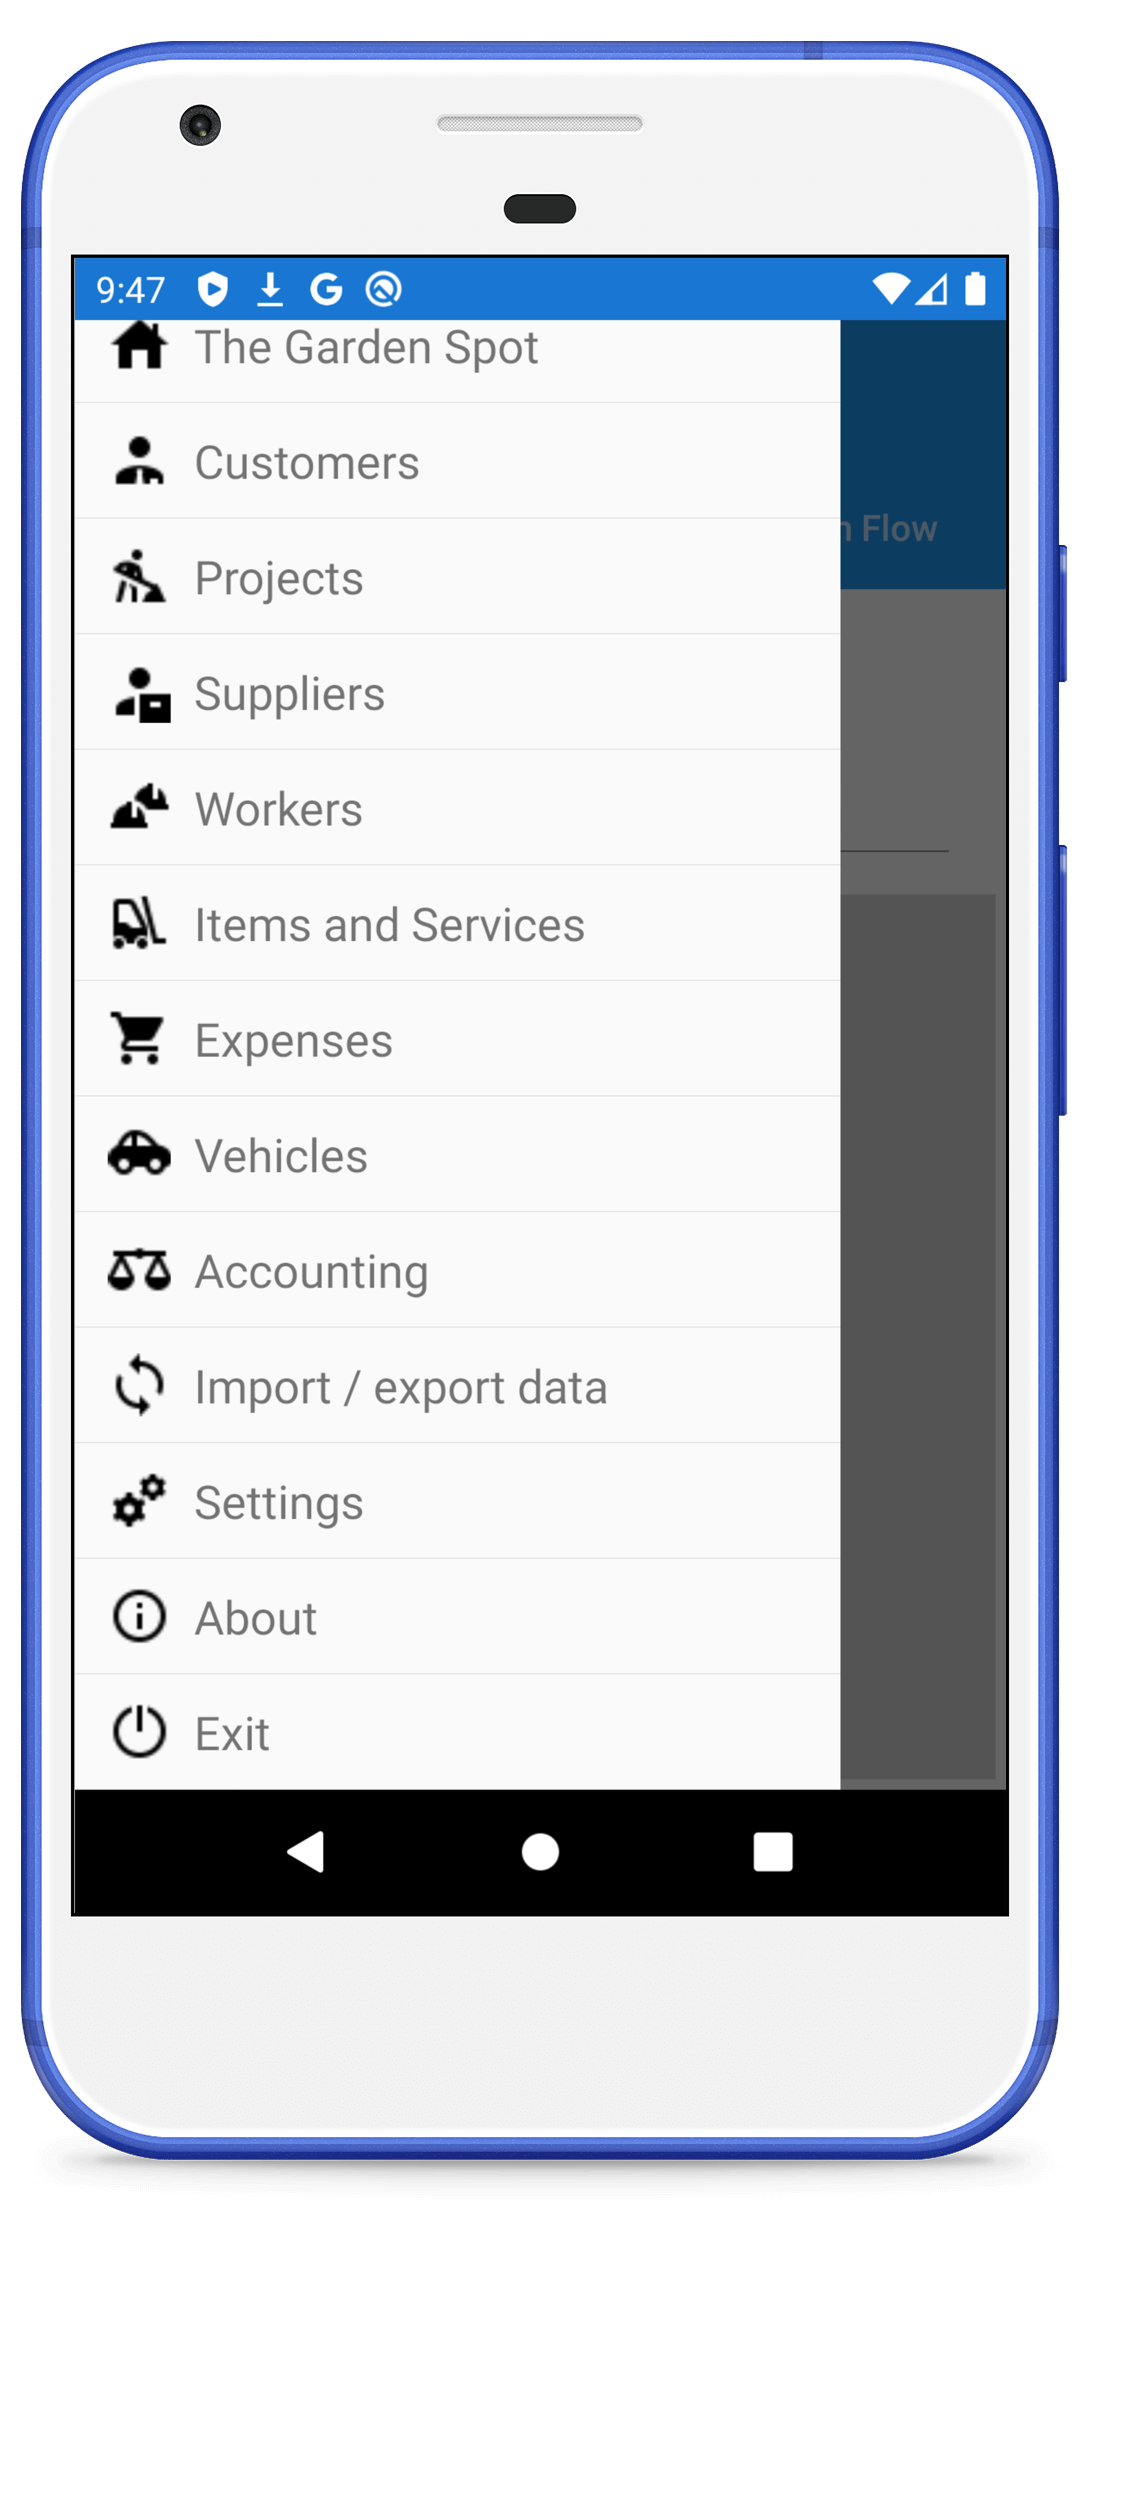 9:47
The Garden Spot
Customers
Flow
Projects
Suppliers
Workers
Items and Services
Expenses
Vehicles
Accounting
Import / export data
Settings
About
Exit